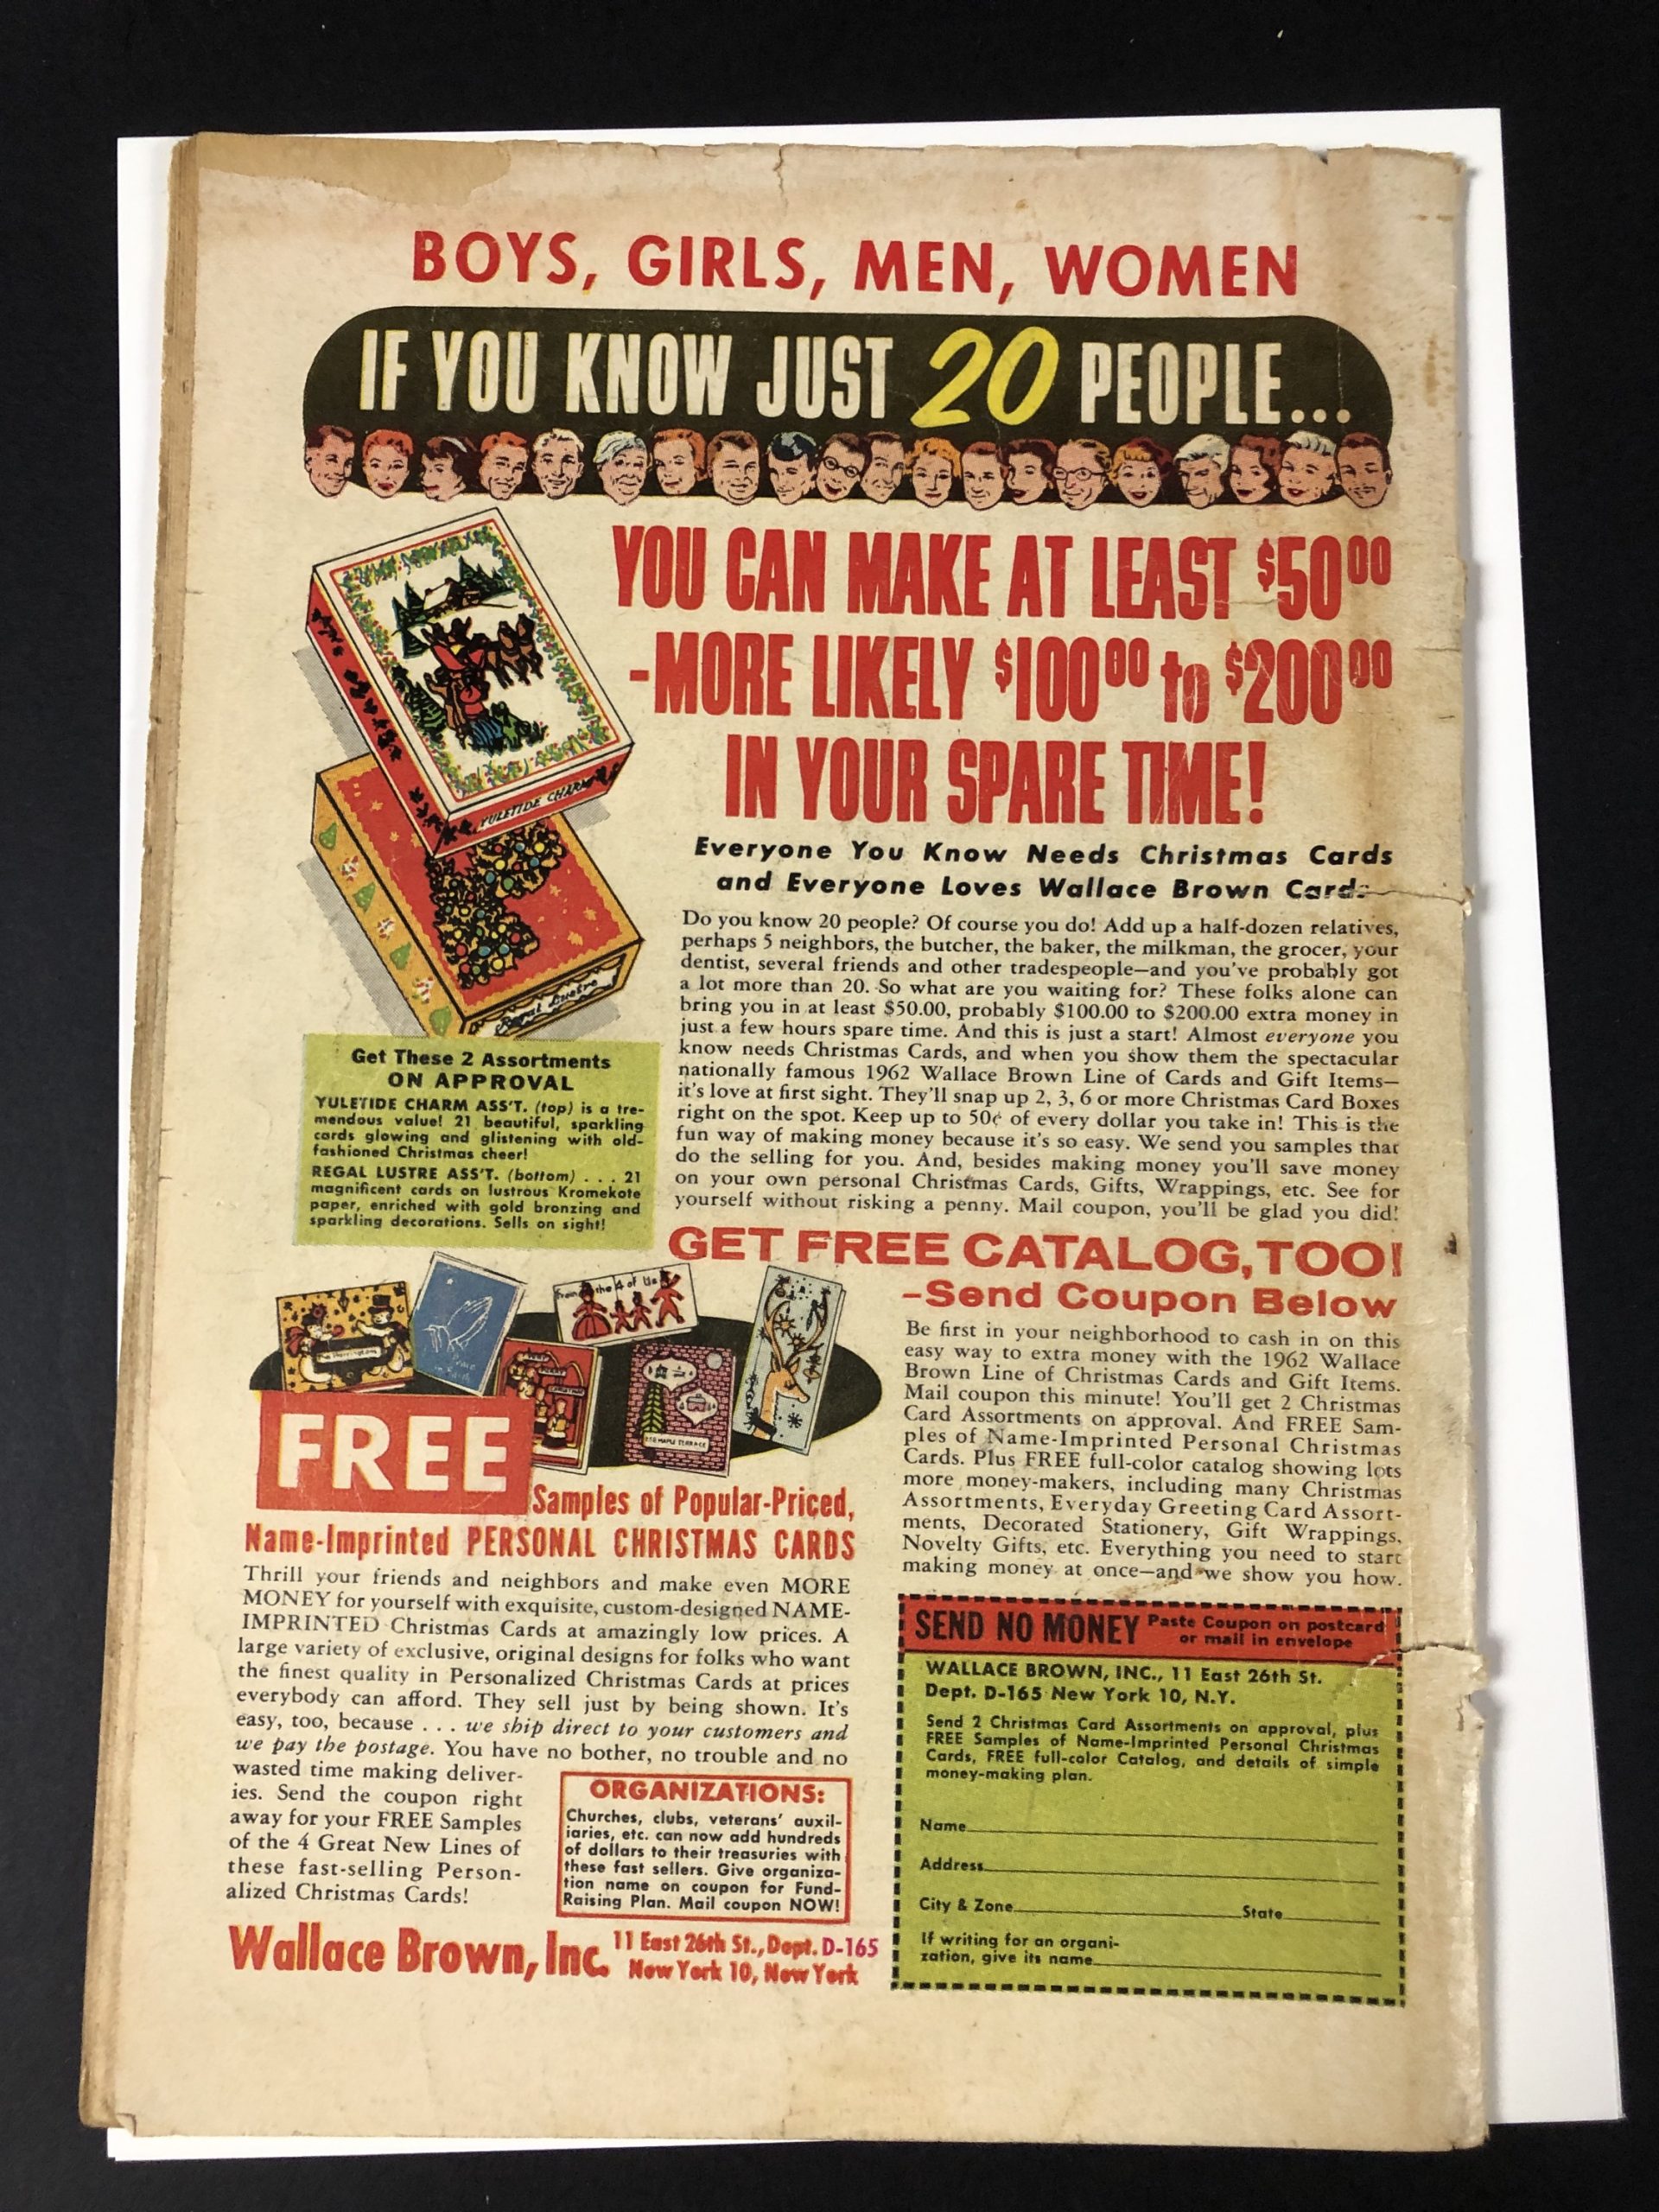 BOYS, GIRLS, MEN, WOMEN
IF YOU KNOW JUST 20 PEOPLE...
YOU CAN MAKE AT LEAST $50⁰⁰
-MORE LIKELY $100⁰⁰ to $200⁰⁰
IN YOUR SPARE TIME!
YULETIDE CHARM
Regal Lustre
Everyone You Know Needs Christmas Cards
and Everyone Loves Wallace Brown Cards
Do you know 20 people? Of course you do! Add up a half-dozen relatives,
perhaps 5 neighbors, the butcher, the baker, the milkman, the grocer, your
dentist, several friends and other tradespeople—and you've probably got
a lot more than 20. So what are you waiting for? These folks alone can
bring you in at least $50.00, probably $100.00 to $200.00 extra money in
just a few hours spare time. And this is just a start! Almost everyone you
know needs Christmas Cards, and when you show them the spectacular
nationally famous 1962 Wallace Brown Line of Cards and Gift Items—
it's love at first sight. They'll snap up 2, 3, 6 or more Christmas Card Boxes
right on the spot. Keep up to 50¢ of every dollar you take in! This is the
fun way of making money because it's so easy. We send you samples that
do the selling for you. And, besides making money you'll save money
on your own personal Christmas Cards, Gifts, Wrappings, etc. See for
yourself without risking a penny. Mail coupon, you'll be glad you did!
Get These 2 Assortments
ON APPROVAL
YULETIDE CHARM ASS'T. (top) is a tre-
mendous value! 21 beautiful, sparkling
cards glowing and glistening with old-
fashioned Christmas cheer!
REGAL LUSTRE ASS'T. (bottom) . . . 21
magnificent cards on lustrous Kromekote
paper, enriched with gold bronzing and
sparkling decorations. Sells on sight!
GET FREE CATALOG, TOO!
–Send Coupon Below
Be first in your neighborhood to cash in on this
easy way to extra money with the 1962 Wallace
Brown Line of Christmas Cards and Gift Items.
Mail coupon this minute! You'll get 2 Christmas
Card Assortments on approval. And FREE Sam-
ples of Name-Imprinted Personal Christmas
Cards. Plus FREE full-color catalog showing lots
more money-makers, including many Christmas
Assortments, Everyday Greeting Card Assort-
ments, Decorated Stationery, Gift Wrappings,
Novelty Gifts, etc. Everything you need to start
making money at once—and we show you how.
Peace
on Earth
From the 4 of Us
MERRY
CHRISTMAS
MAPLE TERRACE
FREE
Samples of Popular-Priced,
Name-Imprinted PERSONAL CHRISTMAS CARDS
Thrill your friends and neighbors and make even MORE
MONEY for yourself with exquisite, custom-designed NAME-
IMPRINTED Christmas Cards at amazingly low prices. A
large variety of exclusive, original designs for folks who want
the finest quality in Personalized Christmas Cards at prices
everybody can afford. They sell just by being shown. It's
easy, too, because . . . we ship direct to your customers and
we pay the postage. You have no bother, no trouble and no
wasted time making deliver-
ies. Send the coupon right
away for your FREE Samples
of the 4 Great New Lines of
these fast-selling Person-
alized Christmas Cards!
ORGANIZATIONS:
Churches, clubs, veterans' auxil-
iaries, etc. can now add hundreds
of dollars to their treasuries with
these fast sellers. Give organiza-
tion name on coupon for Fund-
Raising Plan. Mail coupon NOW!
Wallace Brown, Inc. 11 East 26th St., Dept. D-165
New York 10, New York
SEND NO MONEY Paste Coupon on postcard
or mail in envelope
WALLACE BROWN, INC., 11 East 26th St.
Dept. D-165 New York 10, N.Y.
Send 2 Christmas Card Assortments on approval, plus
FREE Samples of Name-Imprinted Personal Christmas
Cards, FREE full-color Catalog, and details of simple
money-making plan.
Name
Address
City & Zone State
If writing for an organi-
zation, give its name